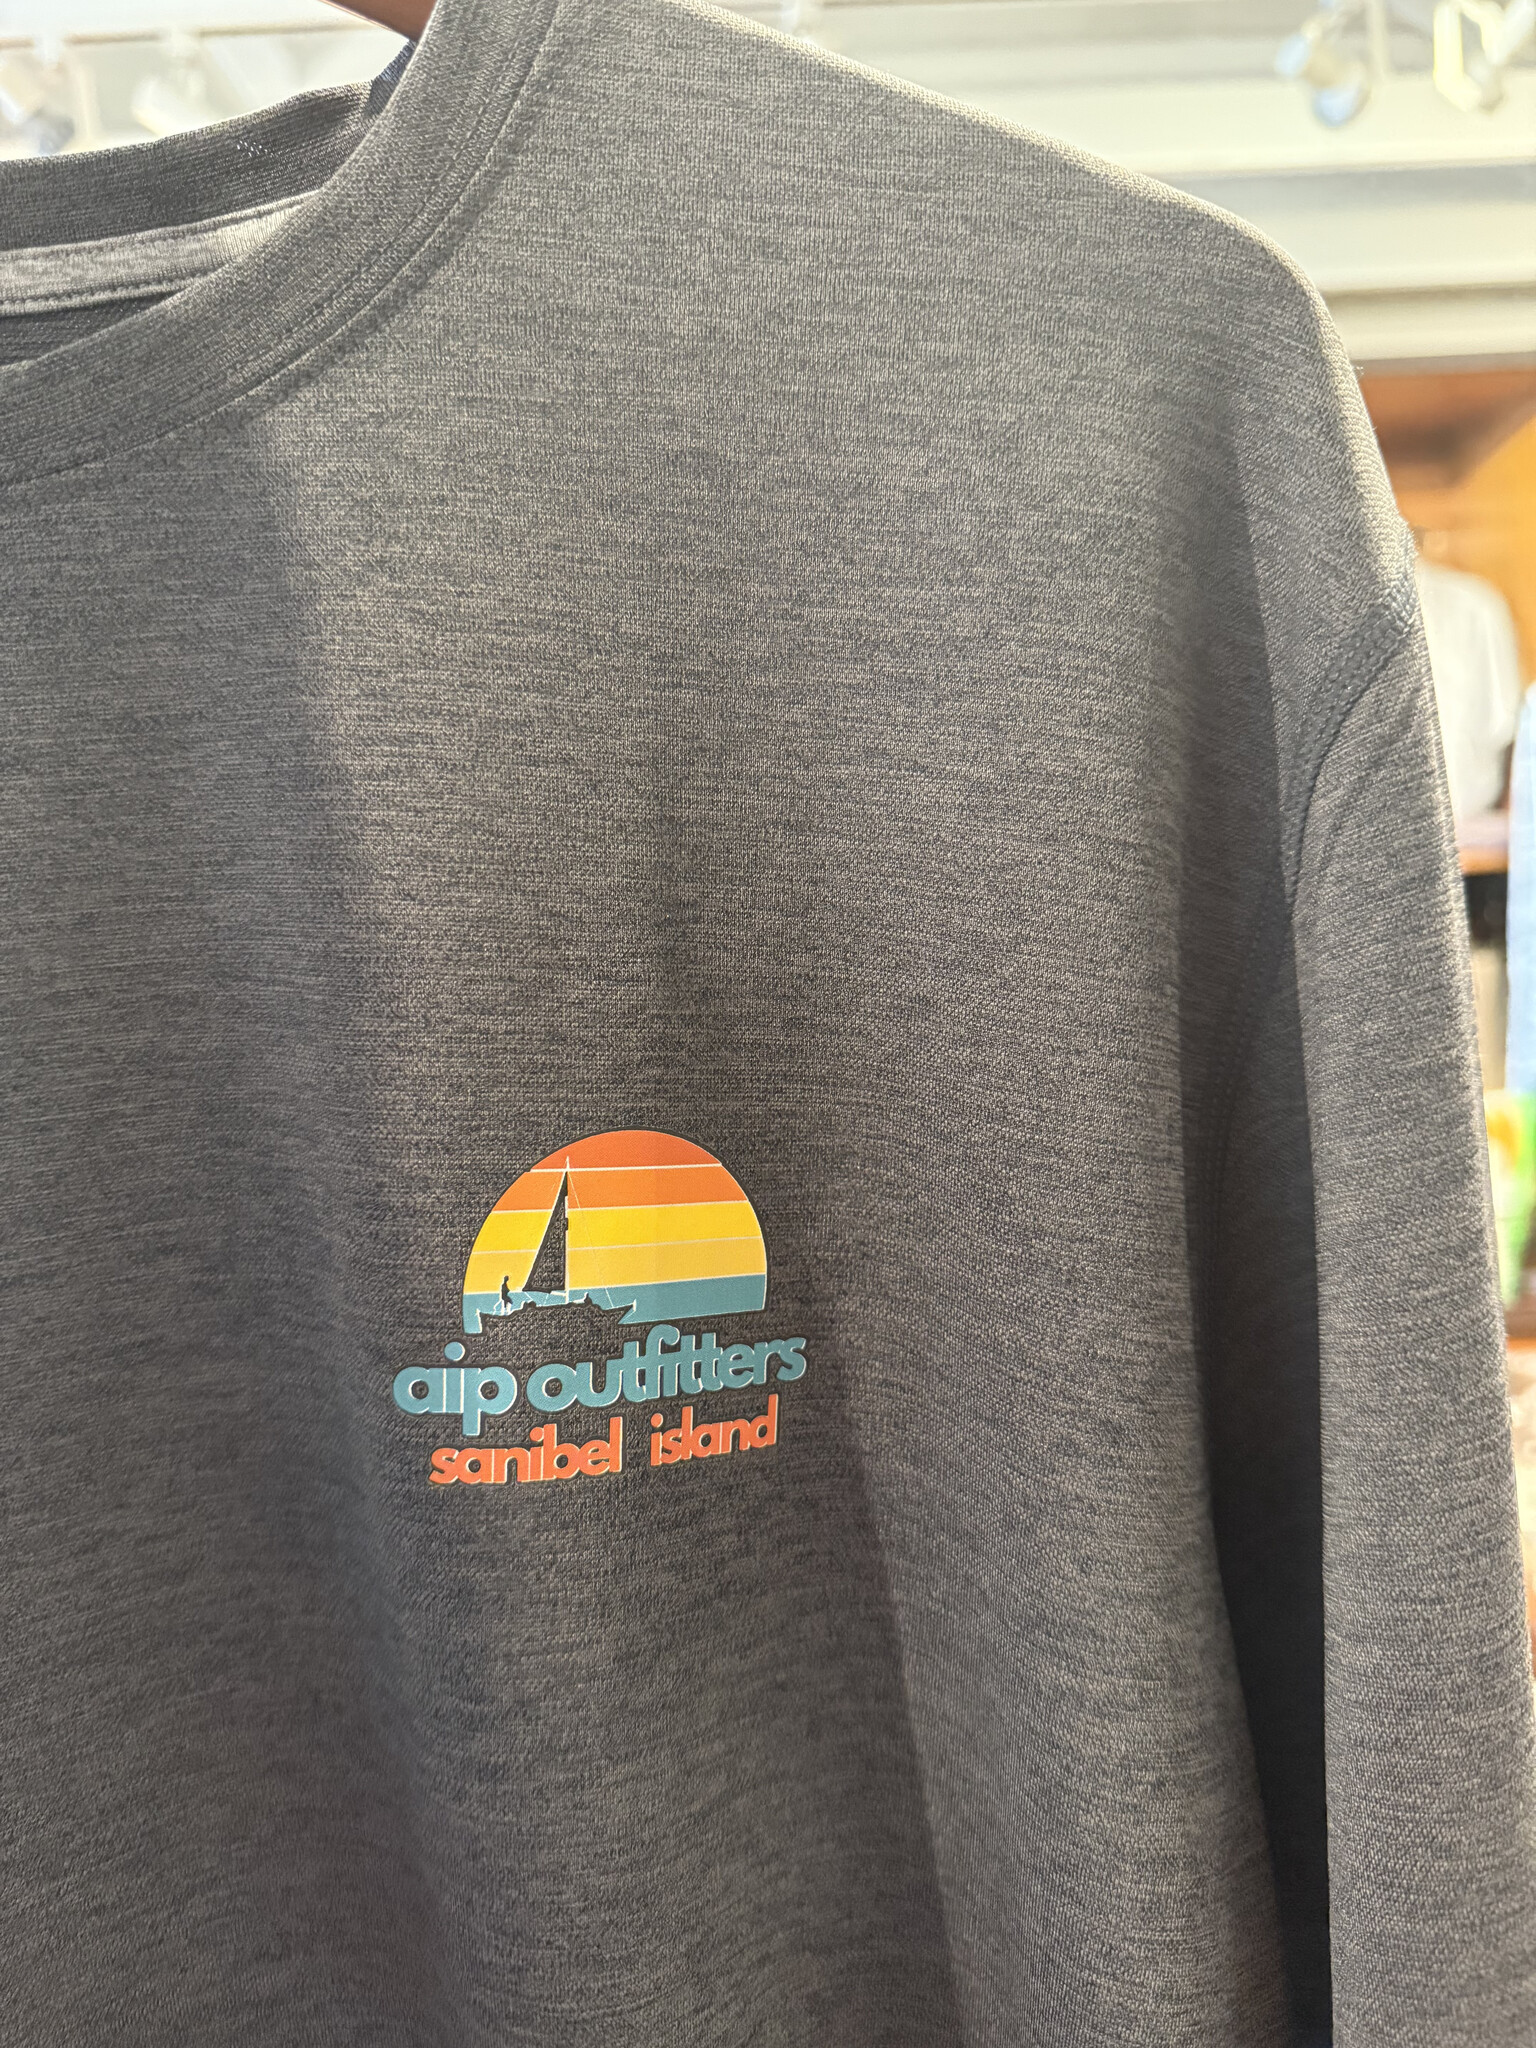 aip outfitters
sanibel island